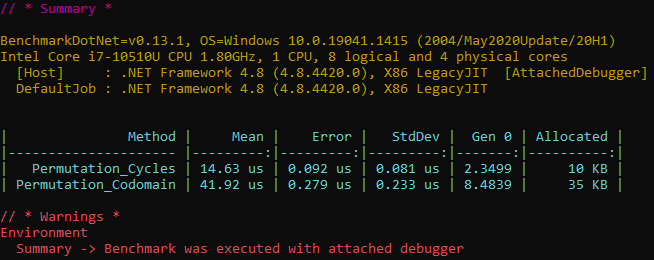 // * Summary *
BenchmarkDotNet=v0.13.1, OS=Windows 10.0.19041.1415 (2004/May2020Update/20H1)
Intel Core i7-10510U CPU 1.80GHz, 1 CPU, 8 logical and 4 physical cores
  [Host]     : .NET Framework 4.8 (4.8.4420.0), X86 LegacyJIT  [AttachedDebugger]
  DefaultJob : .NET Framework 4.8 (4.8.4420.0), X86 LegacyJIT
|               Method |     Mean |    Error |   StdDev |  Gen 0 | Allocated |
|--------------------- |---------:|---------:|---------:|-------:|----------:|
|   Permutation_Cycles | 14.63 us | 0.092 us | 0.081 us | 2.3499 |     10 KB |
| Permutation_Codomain | 41.92 us | 0.279 us | 0.233 us | 8.4839 |     35 KB |
// * Warnings *
Environment
  Summary -> Benchmark was executed with attached debugger